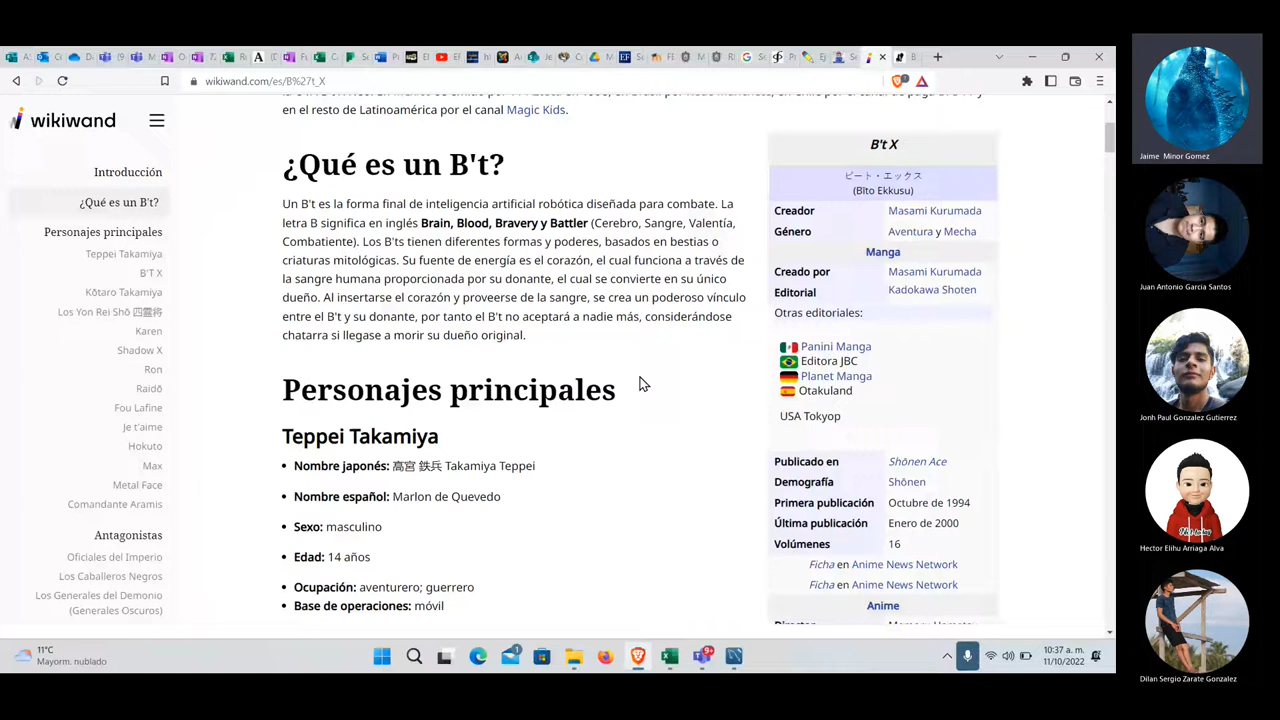 wikiwand.com/es/B%27t_X
wikiwand
Introducción
¿Qué es un B't?
Personajes principales
Teppei Takamiya
B'T X
Kōtaro Takamiya
Los Yon Rei Shō 四霊将
Karen
Shadow X
Ron
Raidō
Fou Lafine
Je t'aime
Hokuto
Max
Metal Face
Comandante Aramis
Antagonistas
Oficiales del Imperio
Los Caballeros Negros
Los Generales del Demonio
(Generales Oscuros)
en el resto de Latinoamérica por el canal Magic Kids.
¿Qué es un B't?
Un B't es la forma final de inteligencia artificial robótica diseñada para combate. La
letra B significa en inglés Brain, Blood, Bravery y Battler (Cerebro, Sangre, Valentía,
Combatiente). Los B'ts tienen diferentes formas y poderes, basados en bestias o
criaturas mitológicas. Su fuente de energía es el corazón, el cual funciona a través de
la sangre humana proporcionada por su donante, el cual se convierte en su único
dueño. Al insertarse el corazón y proveerse de la sangre, se crea un poderoso vínculo
entre el B't y su donante, por tanto el B't no aceptará a nadie más, considerándose
chatarra si llegase a morir su dueño original.
Personajes principales
Teppei Takamiya
• Nombre japonés: 高宮 鉄兵 Takamiya Teppei
• Nombre español: Marlon de Quevedo
• Sexo: masculino
• Edad: 14 años
• Ocupación: aventurero; guerrero
• Base de operaciones: móvil
B't X
ビート・エックス
(Bīto Ekkusu)
Creador Masami Kurumada
Género Aventura y Mecha
Manga
Creado por Masami Kurumada
Editorial Kadokawa Shoten
Otras editoriales:
Panini Manga
Editora JBC
Planet Manga
Otakuland
USA Tokyop
Publicado en Shōnen Ace
Demografía Shōnen
Primera publicación Octubre de 1994
Última publicación Enero de 2000
Volúmenes 16
Ficha en Anime News Network
Ficha en Anime News Network
Anime
11°C
Mayorm. nublado
9+
10:37 a. m.
11/10/2022
Jaime Minor Gomez
Juan Antonio Garcia Santos
Jonh Paul Gonzalez Gutierrez
Hector Elihu Arriaga Alva
Dilan Sergio Zarate Gonzalez